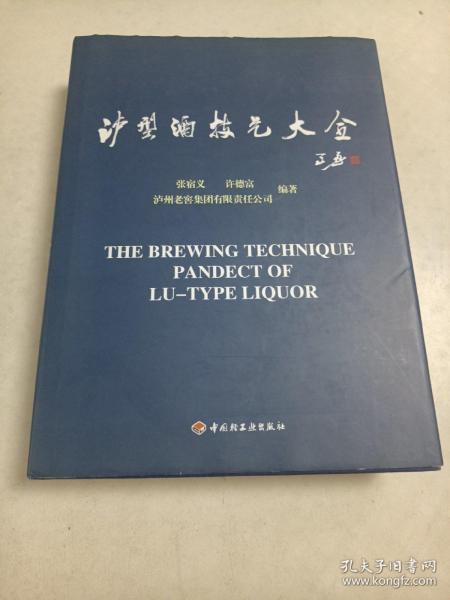 泸型酒技艺大全
张宿义 许德富
泸州老窖集团有限责任公司
编著
THE BREWING TECHNIQUE
PANDECT OF
LU-TYPE LIQUOR
中国轻工业出版社
孔夫子旧书网
www.kongfz.com